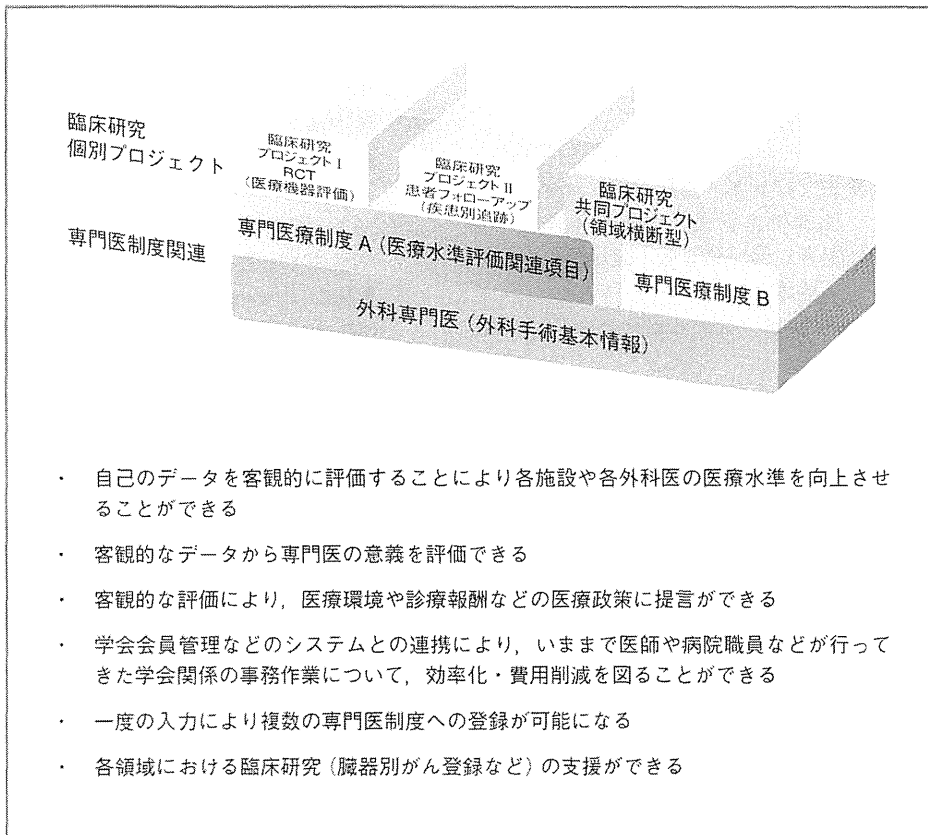 臨床研究
個別プロジェクト
臨床研究
プロジェクト I
RCT
(医療機器評価)
臨床研究
プロジェクト II
患者フォローアップ
(疾患別追跡)
臨床研究
共同プロジェクト
(領域横断型)
専門医制度関連
専門医療制度 A (医療水準評価関連項目)
専門医療制度 B
外科専門医 (外科手術基本情報)
・ 自己のデータを客観的に評価することにより各施設や各外科医の医療水準を向上させ
ることができる
・ 客観的なデータから専門医の意義を評価できる
・ 客観的な評価により，医療環境や診療報酬などの医療政策に提言ができる
・ 学会会員管理などのシステムとの連携により，いままで医師や病院職員などが行って
きた学会関係の事務作業について，効率化・費用削減を図ることができる
・ 一度の入力により複数の専門医制度への登録が可能になる
・ 各領域における臨床研究 (臓器別がん登録など) の支援ができる